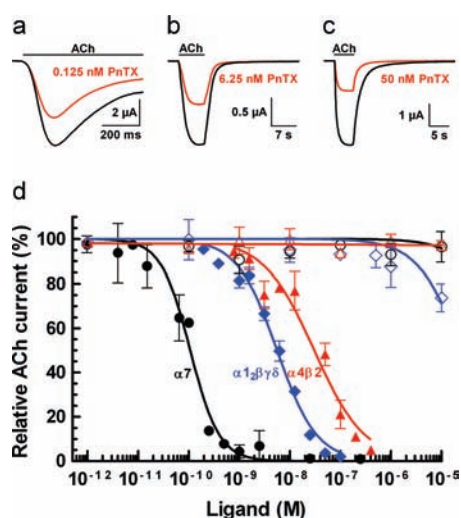 a
b
c
ACh
ACh
ACh
0.125 nM PnTX
6.25 nM PnTX
50 nM PnTX
2 µA
200 ms
0.5 µA
7 s
1 µA
5 s
d
Relative ACh current (%)
100
80
60
40
20
0
α7
α1₂βγδ
α4β2
10⁻¹² 10⁻¹¹ 10⁻¹⁰ 10⁻⁹ 10⁻⁸ 10⁻⁷ 10⁻⁶ 10⁻⁵
Ligand (M)